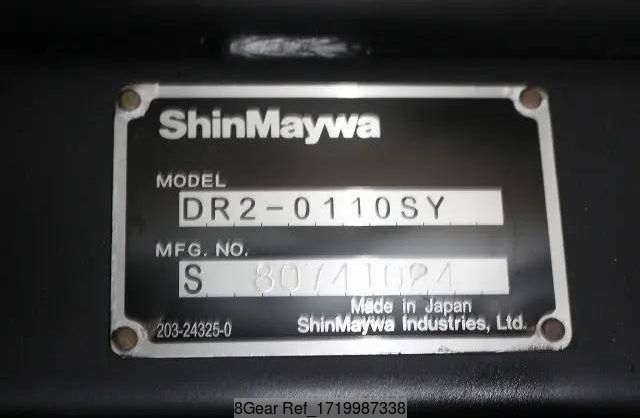 ShinMaywa
MODEL
DR2-0110SY
MFG. NO.
S
Made in Japan
203-24325-0
ShinMaywa Industries, Ltd.
8Gear Ref_1719987338